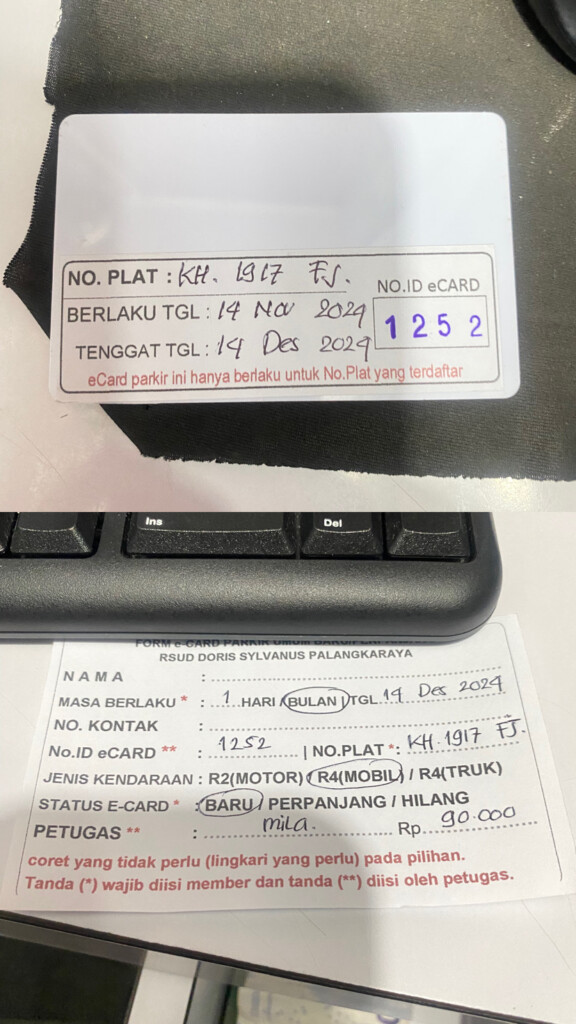 NO. PLAT : KH. 1917 FJ.
NO.ID eCARD
BERLAKU TGL : 14 Nov 2024
1252
TENGGAT TGL : 14 Des 2024
eCard parkir ini hanya berlaku untuk No.Plat yang terdaftar
Ins
Del
FORM e-CARD PARKIR UMUM
RSUD DORIS SYLVANUS PALANGKARAYA
NAMA :
MASA BERLAKU * : 1 HARI / BULAN ) TGL 14 Des 2024
NO. KONTAK :
No.ID eCARD ** : 1252 | NO.PLAT *: KH.1917 FJ.
JENIS KENDARAAN : R2(MOTOR) / R4(MOBIL) / R4(TRUK)
STATUS E-CARD * : BARU / PERPANJANG / HILANG
PETUGAS ** : mila. Rp. 90.000
coret yang tidak perlu (lingkari yang perlu) pada pilihan.
Tanda (*) wajib diisi member dan tanda (**) diisi oleh petugas.